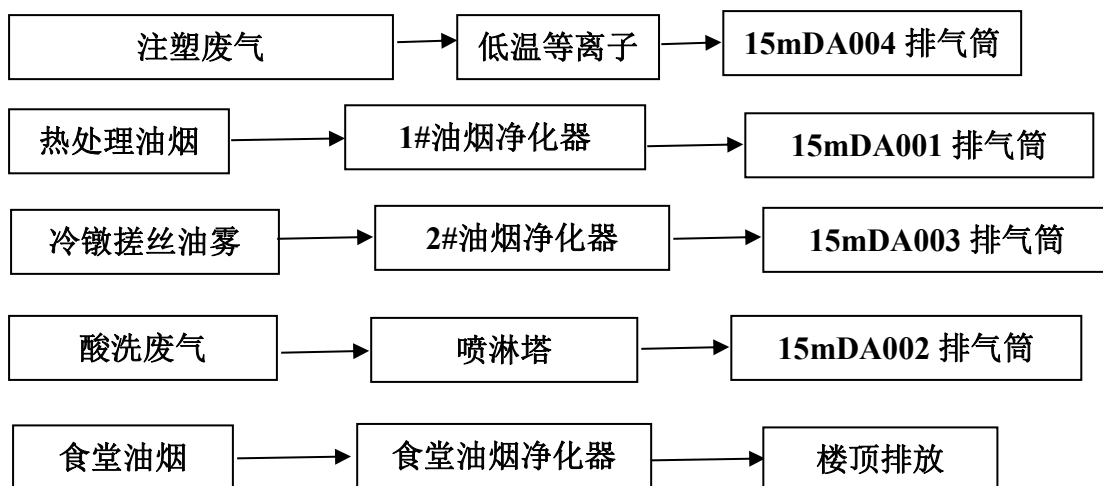 注塑废气 低温等离子 15mDA004 排气筒
热处理油烟 1#油烟净化器 15mDA001 排气筒
冷镦搓丝油雾 2#油烟净化器 15mDA003 排气筒
酸洗废气 喷淋塔 15mDA002 排气筒
食堂油烟 食堂油烟净化器 楼顶排放